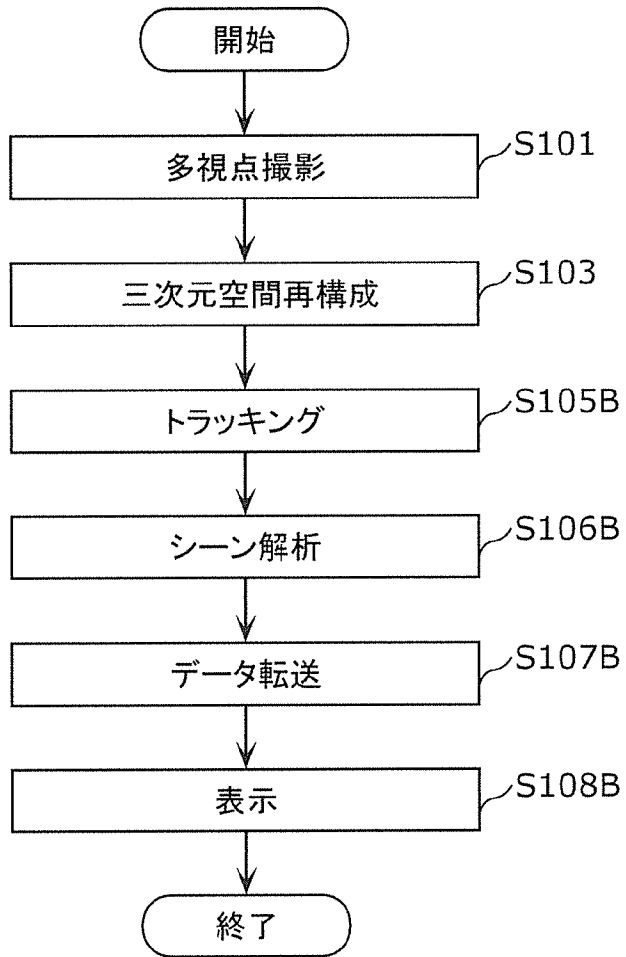 開始
多視点撮影
S101
三次元空間再構成
S103
トラッキング
S105B
シーン解析
S106B
データ転送
S107B
表示
S108B
終了